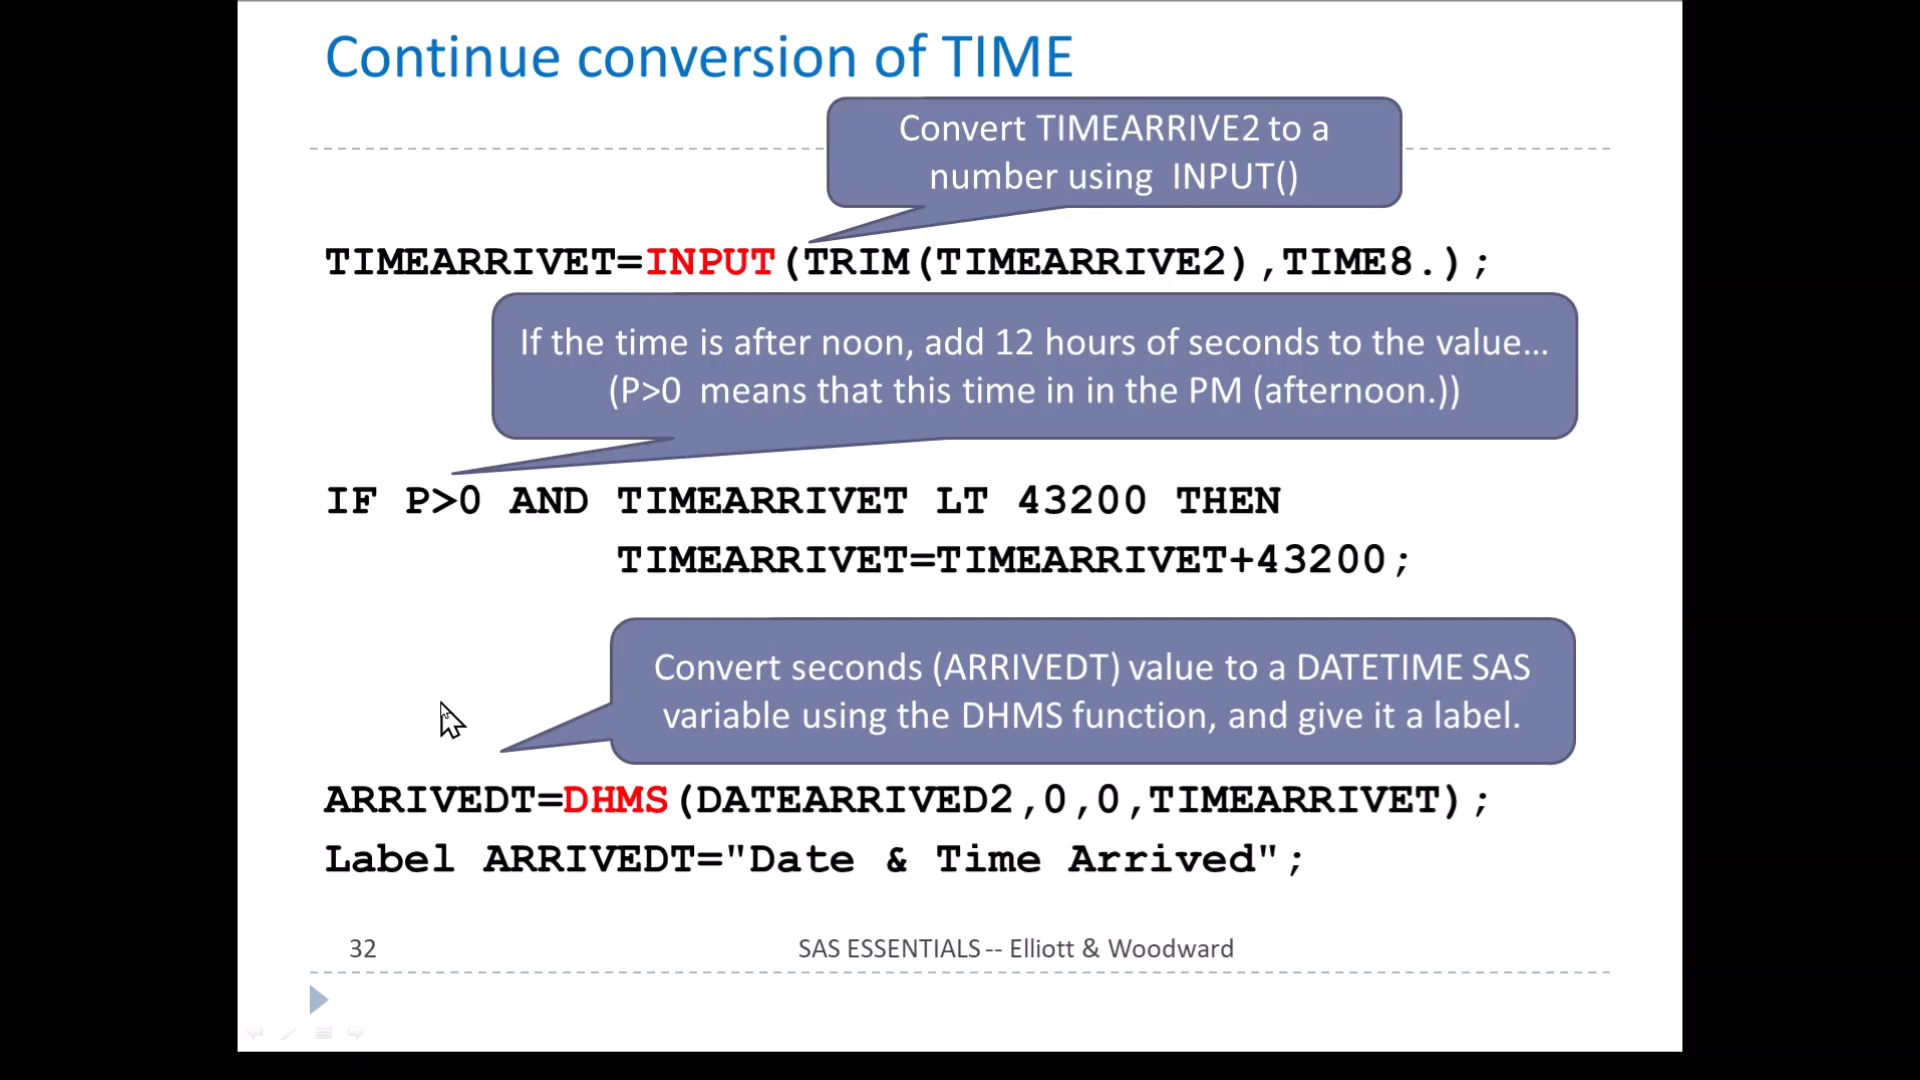 Continue conversion of TIME
Convert TIMEARRIVE2 to a
number using  INPUT()
TIMEARRIVET=INPUT(TRIM(TIMEARRIVE2),TIME8.);
If the time is after noon, add 12 hours of seconds to the value…
(P>0  means that this time in in the PM (afternoon.))
IF P>0 AND TIMEARRIVET LT 43200 THEN
TIMEARRIVET=TIMEARRIVET+43200;
Convert seconds (ARRIVEDT) value to a DATETIME SAS
variable using the DHMS function, and give it a label.
ARRIVEDT=DHMS(DATEARRIVED2,0,0,TIMEARRIVET);
Label ARRIVEDT="Date & Time Arrived";
32 SAS ESSENTIALS -- Elliott & Woodward